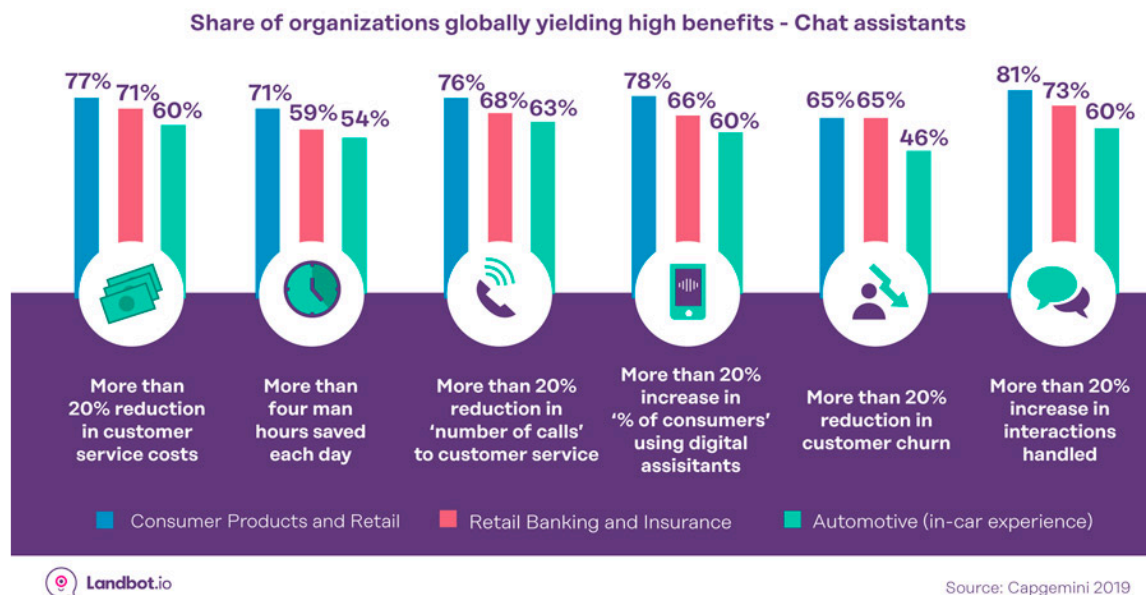 Share of organizations globally yielding high benefits - Chat assistants
77%
71%
60%
71%
59%
54%
76%
68%
63%
78%
66%
60%
65%
65%
46%
81%
73%
60%
More than
20% reduction
in customer
service costs
More than
four man
hours saved
each day
More than 20%
reduction in
‘number of calls’
to customer service
More than 20%
increase in
‘% of consumers’
using digital
assisitants
More than 20%
reduction in
customer churn
More than 20%
increase in
interactions
handled
Consumer Products and Retail
Retail Banking and Insurance
Automotive (in-car experience)
Landbot.io
Source: Capgemini 2019